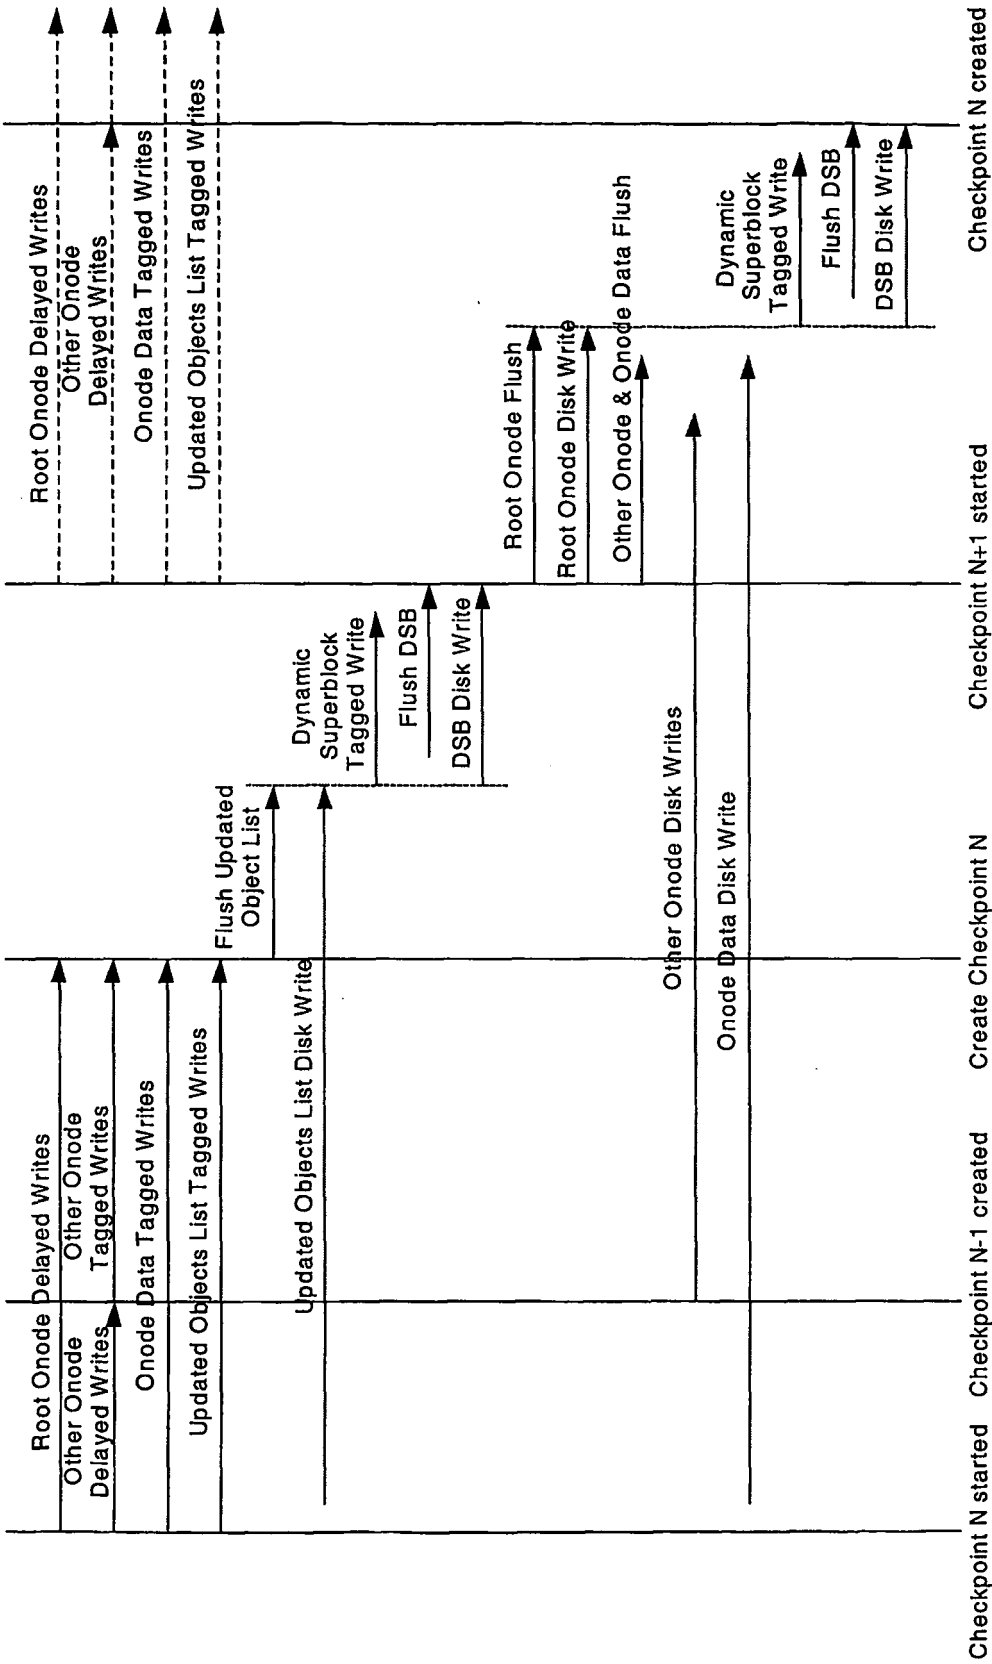 Root Onode Delayed Writes
Other Onode
Delayed Writes
Other Onode
Tagged Writes
Onode Data Tagged Writes
Updated Objects List Tagged Writes
Updated Objects List Disk Write
Flush Updated
Object List
Dynamic
Superblock
Tagged Write
Flush DSB
DSB Disk Write
Root Onode Delayed Writes
Other Onode
Delayed Writes
Onode Data Tagged Writes
Updated Objects List Tagged Writes
Root Onode Flush
Root Onode Disk Write
Other Onode & Onode Data Flush
Other Onode Disk Writes
Onode Data Disk Write
Dynamic
Superblock
Tagged Write
Flush DSB
DSB Disk Write
Checkpoint N started
Checkpoint N-1 created
Create Checkpoint N
Checkpoint N+1 started
Checkpoint N created